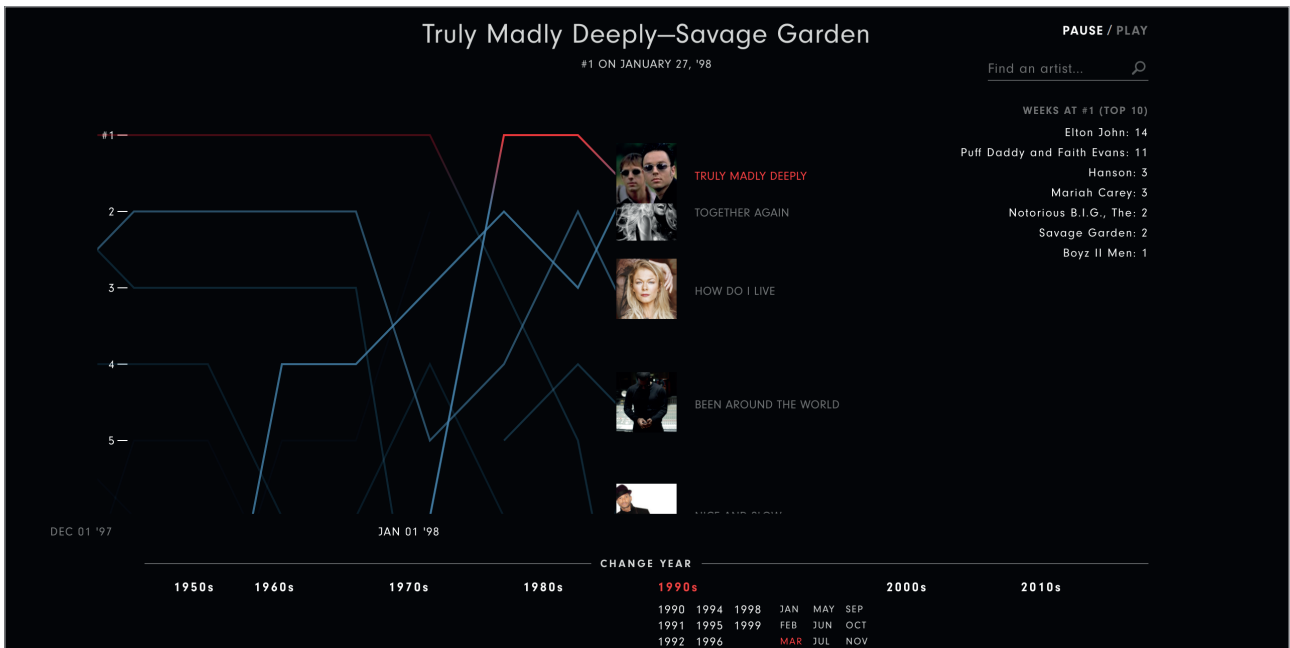 Truly Madly Deeply—Savage Garden
#1 ON JANUARY 27, '98
PAUSE / PLAY
Find an artist...
WEEKS AT #1 (TOP 10)
Elton John: 14
Puff Daddy and Faith Evans: 11
Hanson: 3
Mariah Carey: 3
Notorious B.I.G., The: 2
Savage Garden: 2
Boyz II Men: 1
#1
2
3
4
5
TRULY MADLY DEEPLY
TOGETHER AGAIN
HOW DO I LIVE
BEEN AROUND THE WORLD
NICE AND SLOW
DEC 01 '97
JAN 01 '98
CHANGE YEAR
1950s 1960s 1970s 1980s 1990s 2000s 2010s
1990 1994 1998 JAN MAY SEP
1991 1995 1999 FEB JUN OCT
1992 1996 MAR JUL NOV